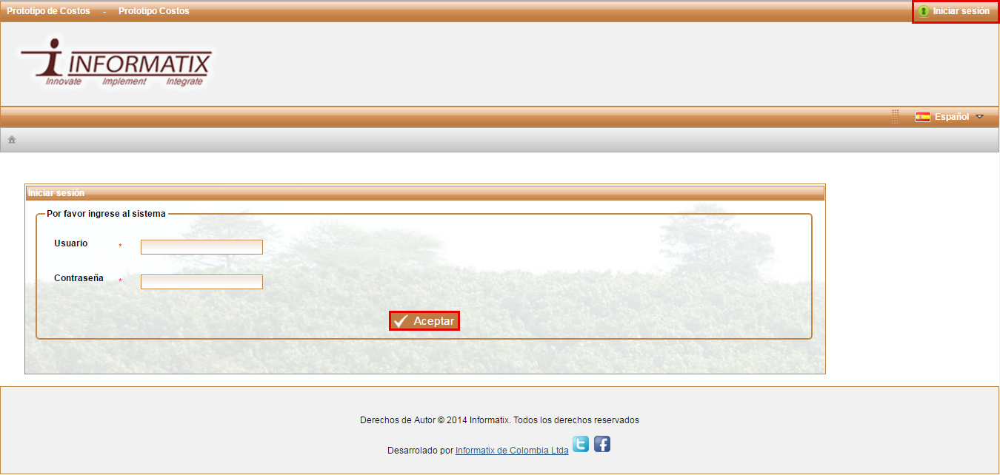 Prototipo de Costos - Prototipo Costos Iniciar sesión
INFORMATIX
Innovate Implement Integrate
Español
Iniciar sesión
Por favor ingrese al sistema
Usuario *
Contraseña *
Aceptar
Derechos de Autor © 2014 Informatix. Todos los derechos reservados
Desarrolado por Informatix de Colombia Ltda